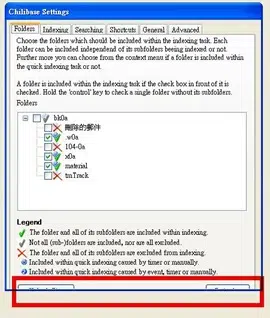 Chilibase Settings
Folders Indexing Searching Shortcuts General Advanced
Choose the folders which should be included within the indexing task. Each
folder can be included independend of its subfolders beeing indexed or not.
Further more you can choose from the context menü if a folder is included within
the quick indexing task or not.
A folder is included within the indexing task if the check box in front of it is
checked. Hold the 'control' key to check a single folder without its subfolders.
Folders
bk0a
刪除的郵件
.w0a
104-0a
x0a
material
tmTrack
Legend
The folder and all of its subfolders are included within indexing.
Not all (sub-)folders are included, nor are all excluded.
The folder and all of its subfolders are excluded from indexing.
Included within quick indexing caused by timer or manually.
Included within quick indexing caused by event, timer or manually.